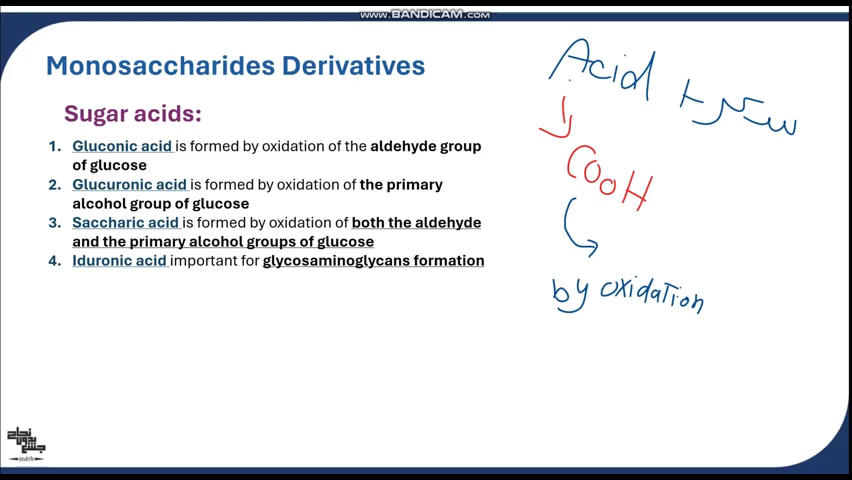 WWW.BANDICAM.COM
Monosaccharides Derivatives
Sugar acids:
1. Gluconic acid is formed by oxidation of the aldehyde group
of glucose
2. Glucuronic acid is formed by oxidation of the primary
alcohol group of glucose
3. Saccharic acid is formed by oxidation of both the aldehyde
and the primary alcohol groups of glucose
4. Iduronic acid important for glycosaminoglycans formation
Acid + سكر
COOH
by oxidation